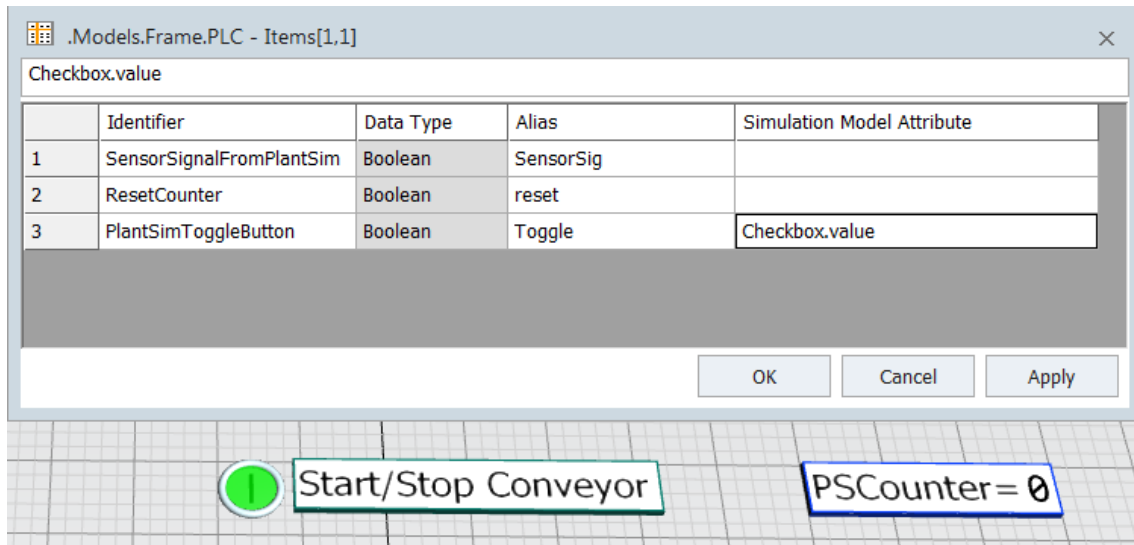 .Models.Frame.PLC - Items[1,1]
Checkbox.value
Identifier Data Type Alias Simulation Model Attribute
1 SensorSignalFromPlantSim Boolean SensorSig
2 ResetCounter Boolean reset
3 PlantSimToggleButton Boolean Toggle Checkbox.value
OK Cancel Apply
Start/Stop Conveyor PSCounter= 0